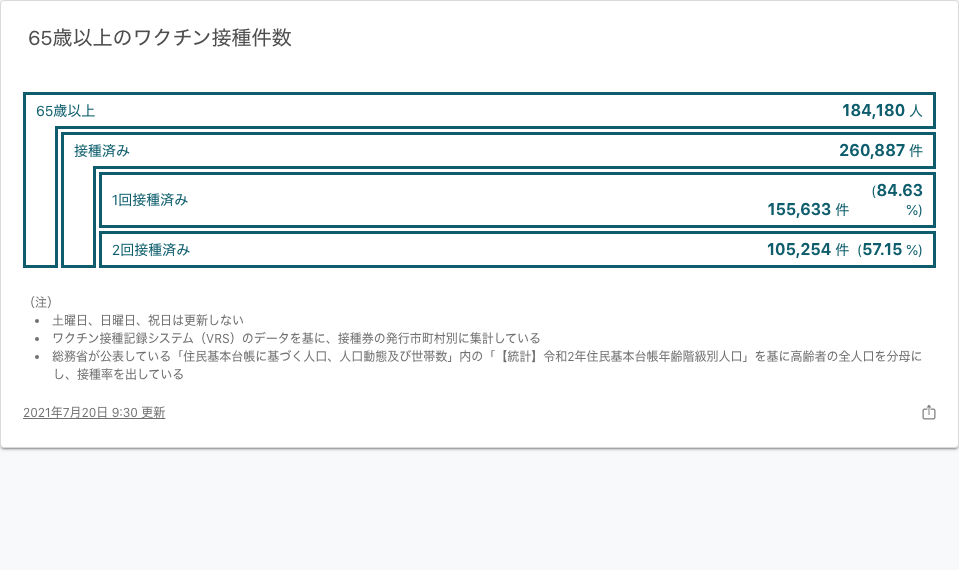 65歳以上のワクチン接種件数
65歳以上 184,180 人
接種済み 260,887 件
1回接種済み 155,633 件 (84.63 %)
2回接種済み 105,254 件 (57.15 %)
（注）
• 土曜日、日曜日、祝日は更新しない
• ワクチン接種記録システム（VRS）のデータを基に、接種券の発行市町村別に集計している
• 総務省が公表している「住民基本台帳に基づく人口、人口動態及び世帯数」内の「【統計】令和2年住民基本台帳年齢階級別人口」を基に高齢者の全人口を分母に
し、接種率を出している
2021年7月20日 9:30 更新